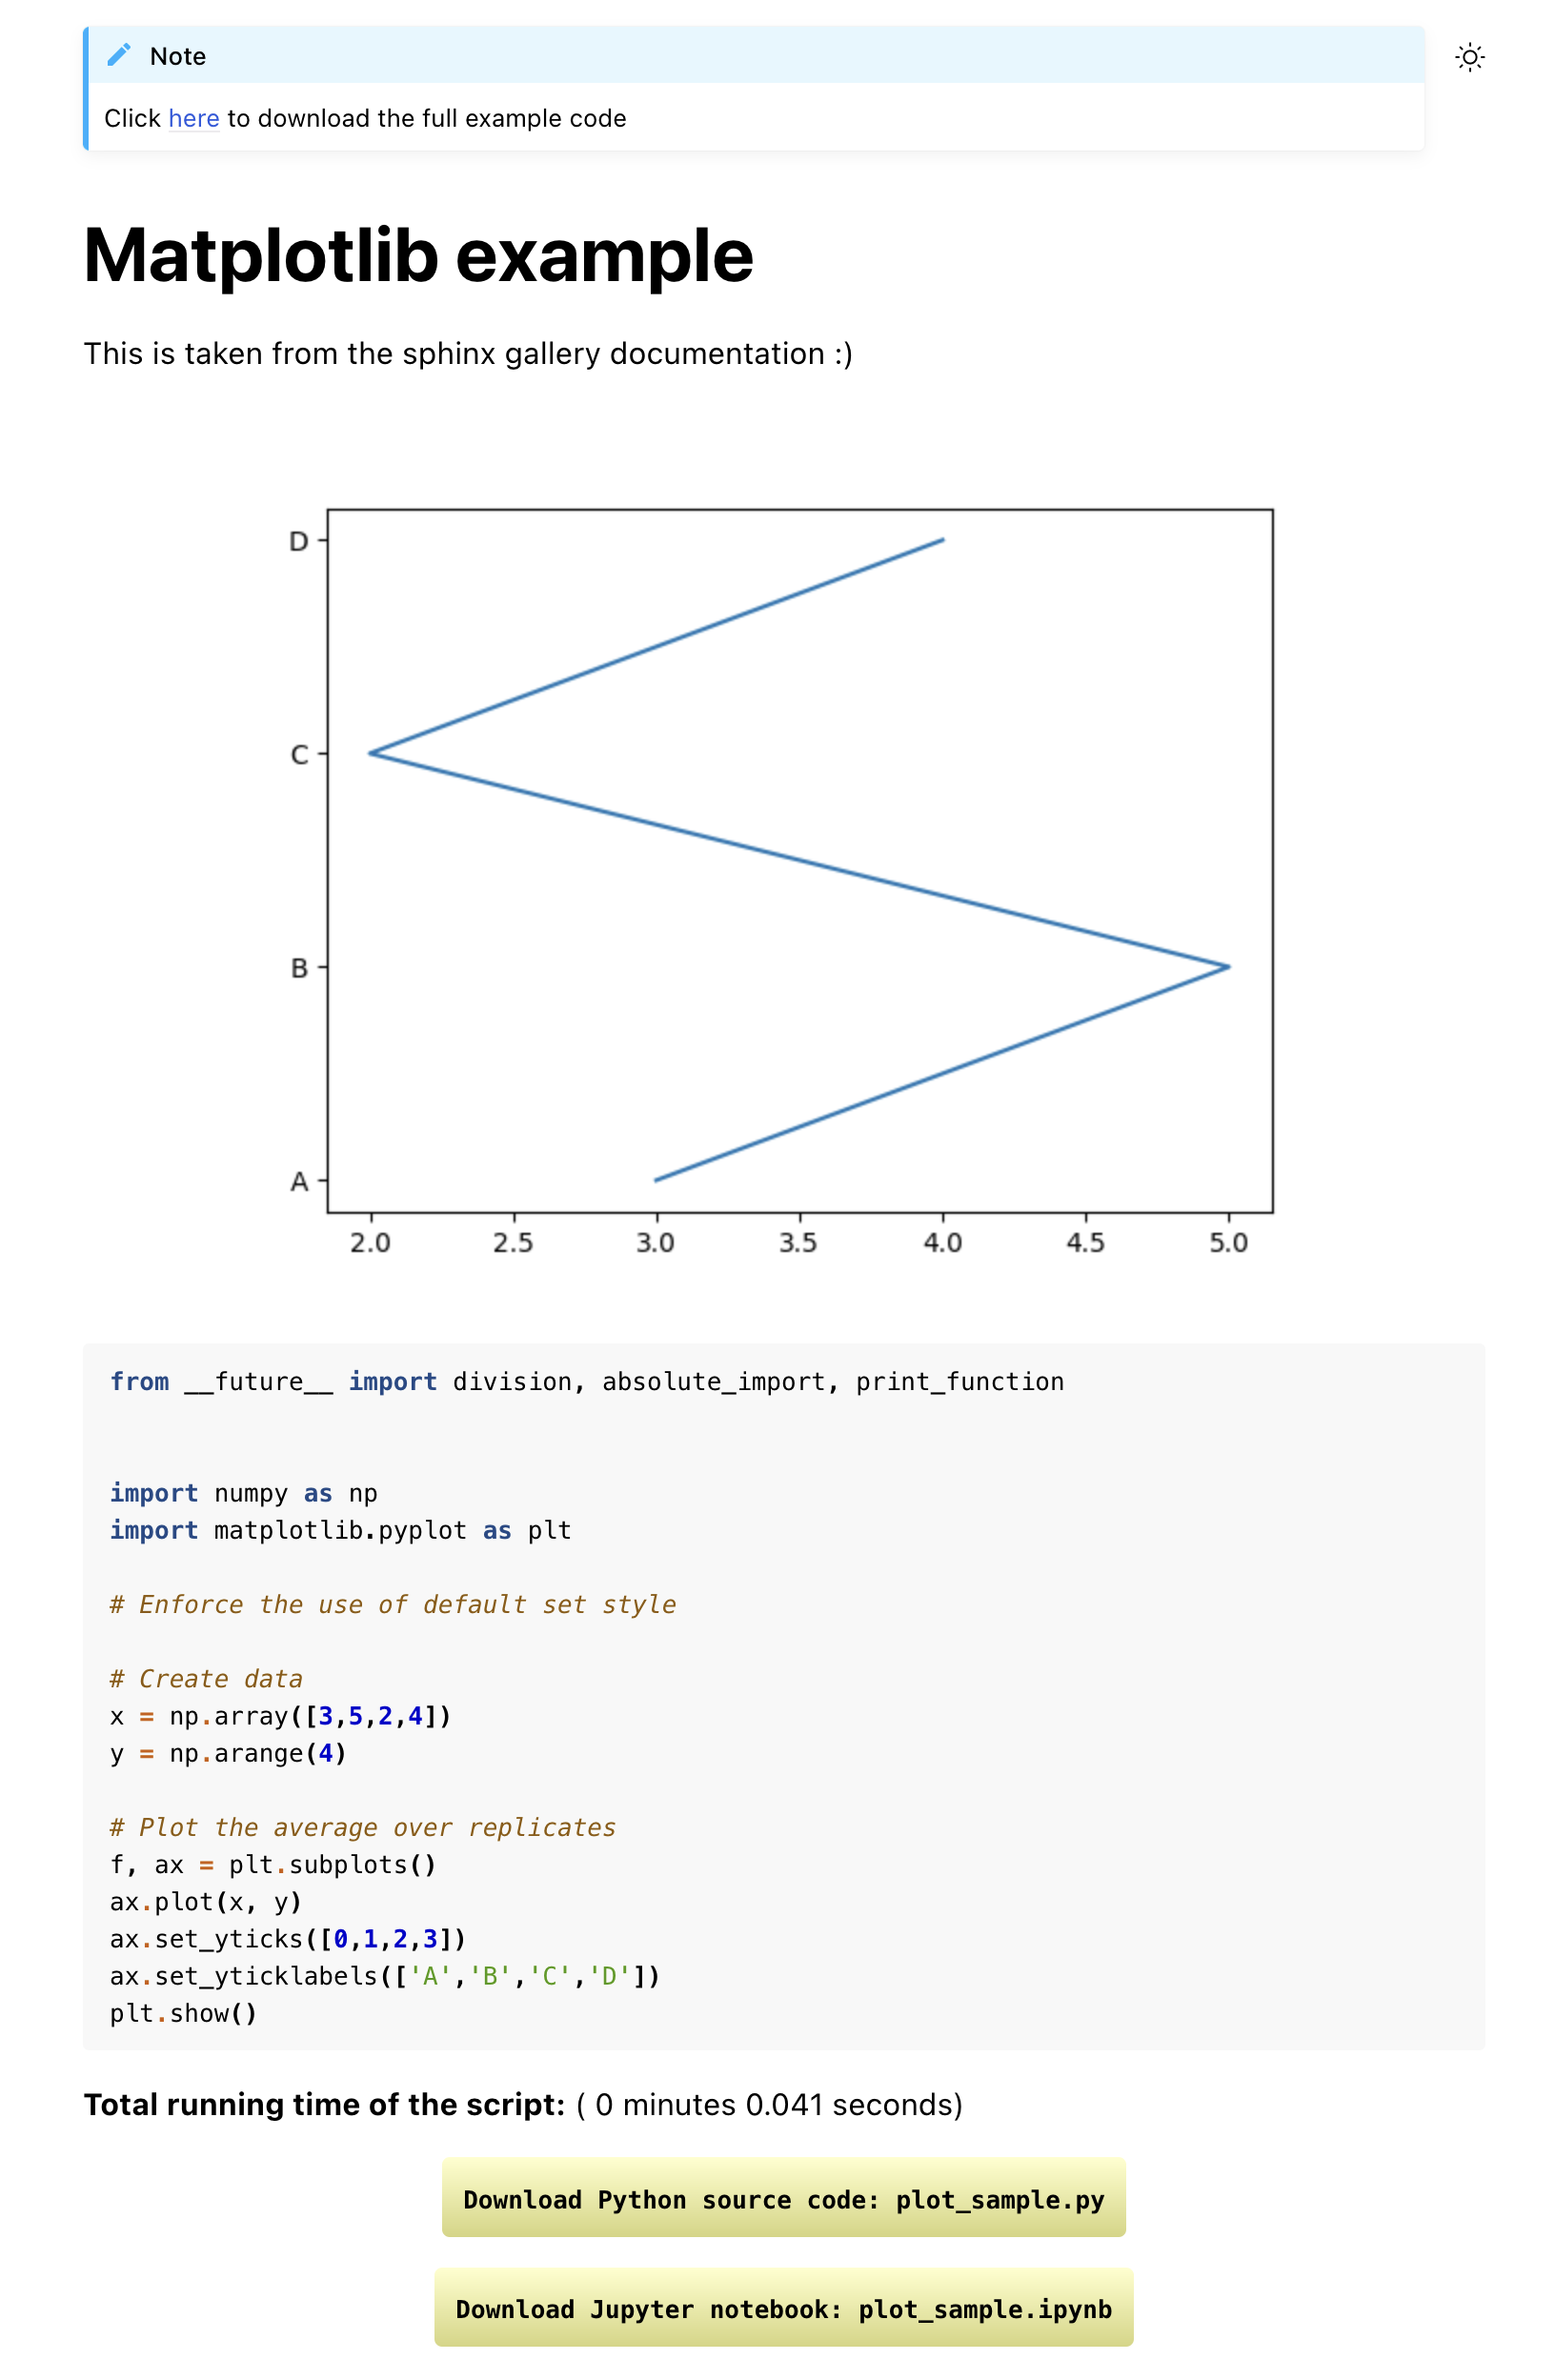 Note
Click here to download the full example code
Matplotlib example
This is taken from the sphinx gallery documentation :)
D
C
B
A
2.0 2.5 3.0 3.5 4.0 4.5 5.0
from __future__ import division, absolute_import, print_function
import numpy as np
import matplotlib.pyplot as plt
# Enforce the use of default set style
# Create data
x = np.array([3,5,2,4])
y = np.arange(4)
# Plot the average over replicates
f, ax = plt.subplots()
ax.plot(x, y)
ax.set_yticks([0,1,2,3])
ax.set_yticklabels(['A','B','C','D'])
plt.show()
Total running time of the script: ( 0 minutes 0.041 seconds)
Download Python source code: plot_sample.py
Download Jupyter notebook: plot_sample.ipynb